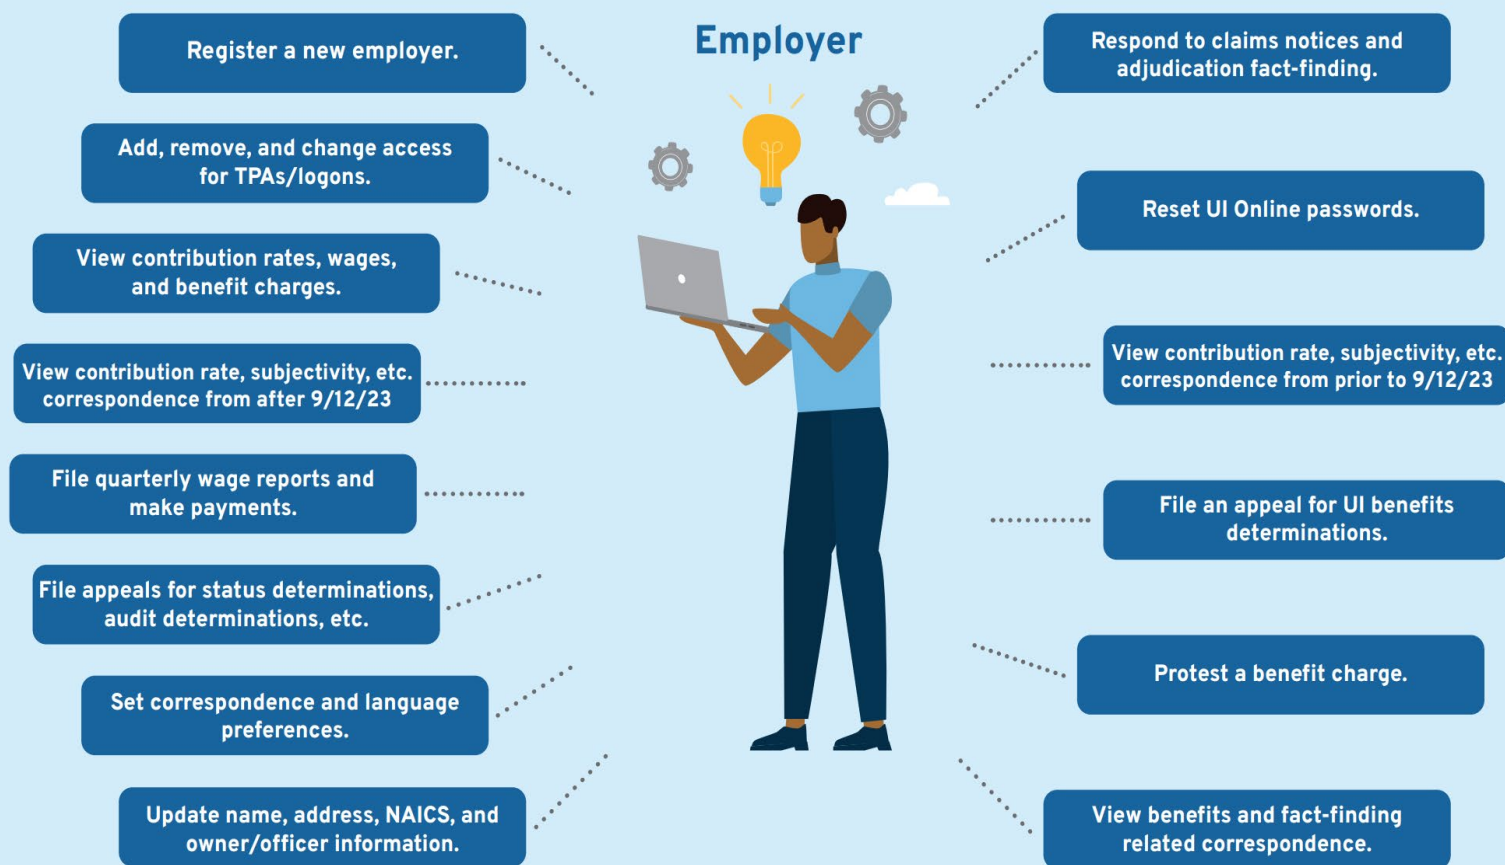 Employer
Register a new employer.
Add, remove, and change access
for TPAs/logons.
View contribution rates, wages,
and benefit charges.
View contribution rate, subjectivity, etc.
correspondence from after 9/12/23
File quarterly wage reports and
make payments.
File appeals for status determinations,
audit determinations, etc.
Set correspondence and language
preferences.
Update name, address, NAICS, and
owner/officer information.
Respond to claims notices and
adjudication fact-finding.
Reset UI Online passwords.
View contribution rate, subjectivity, etc.
correspondence from prior to 9/12/23
File an appeal for UI benefits
determinations.
Protest a benefit charge.
View benefits and fact-finding
related correspondence.